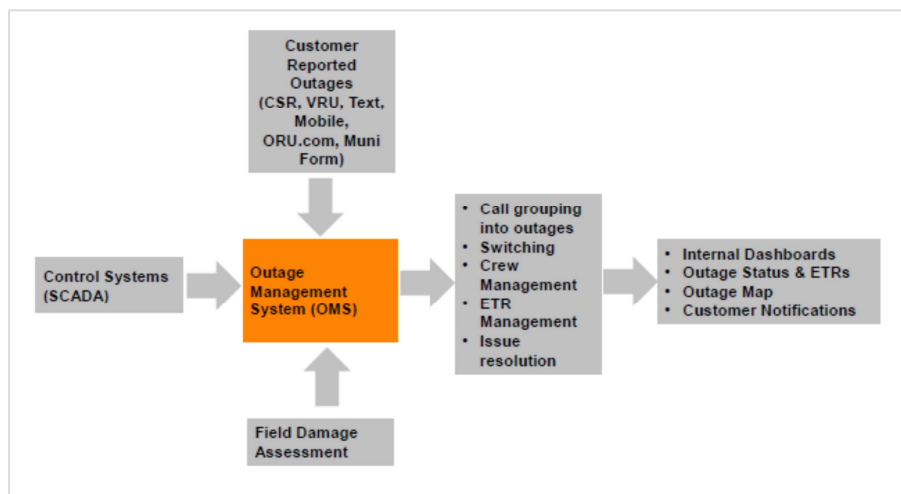 Customer
Reported
Outages
(CSR, VRU, Text,
Mobile,
ORU.com, Muni
Form)
Control Systems
(SCADA)
Outage
Management
System (OMS)
• Call grouping
into outages
• Switching
• Crew
Management
• ETR
Management
• Issue
resolution
• Internal Dashboards
• Outage Status & ETRs
• Outage Map
• Customer Notifications
Field Damage
Assessment